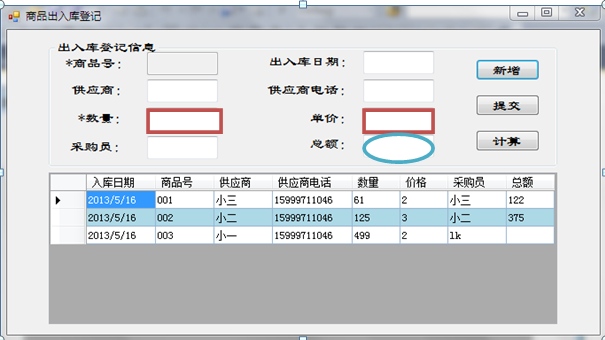 商品出入库登记
出入库登记信息
*商品号： 出入库日期：
新增
供应商： 供应商电话：
提交
*数量： 单价：
采购员： 总额：
计算
入库日期 商品号 供应商 供应商电话 数量 价格 采购员 总额
2013/5/16 001 小三 15999711046 61 2 小三 122
2013/5/16 002 小二 15999711046 125 3 小二 375
2013/5/16 003 小一 15999711046 499 2 lk